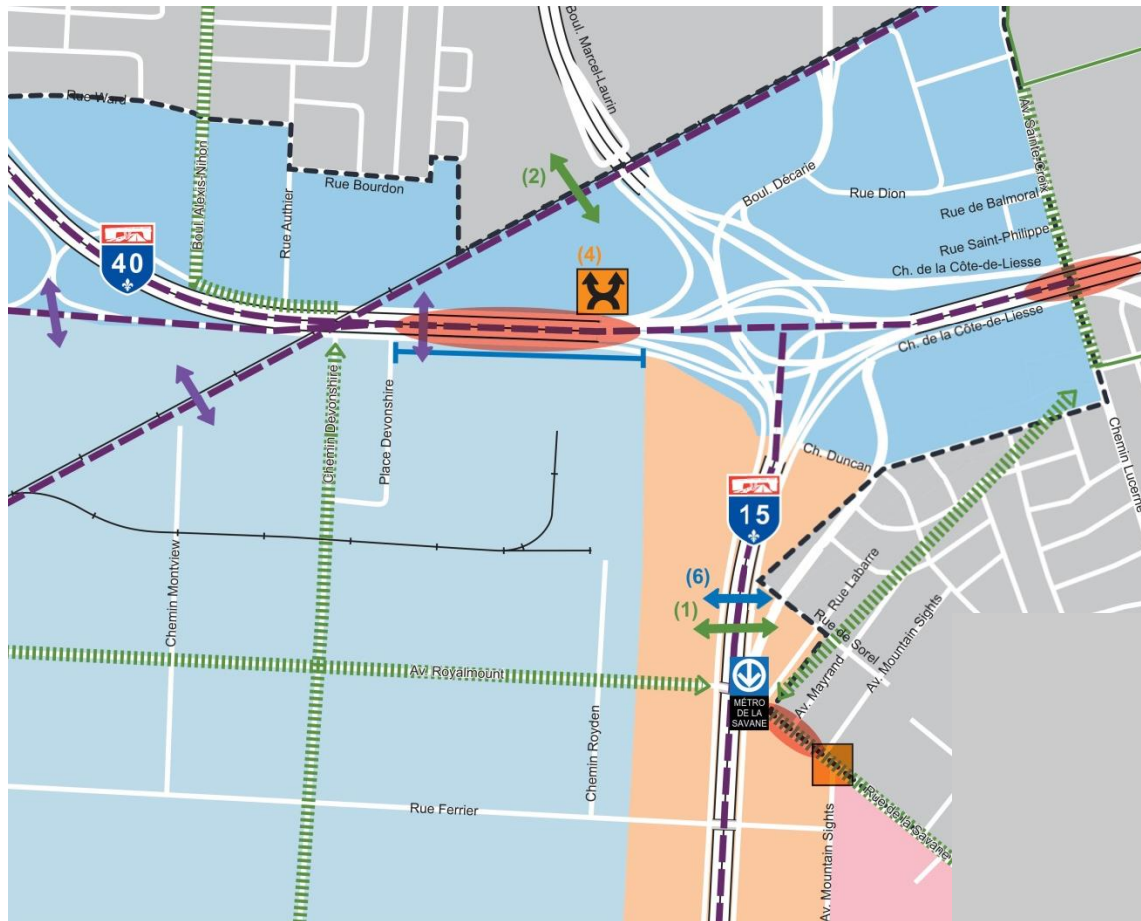 Boul. Marcel-Laurin
Rue Ward
Boul. Alexis-Nihon
Rue Authier
Rue Bourdon
(2)
Boul. Décarie
Rue Dion
Av. Sainte-Croix
Rue de Balmoral
Rue Saint-Philippe
Ch. de la Côte-de-Liesse
40
(4)
Ch. de la Côte-de-Liesse
Chemin Devonshire
Place Devonshire
Ch. Duncan
Chemin Lucerne
15
Chemin Montview
(6)
(1)
Rue Labarre
Rue de Sorel
Av. Mountain Sights
Av. Mayrand
Av. Royalmount
MÉTRO
DE LA
SAVANE
Chemin Royden
Rue Ferrier
Av. Mountain Sights
Rue de la Savane